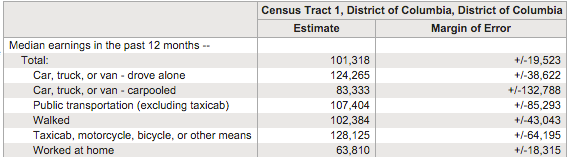 Census Tract 1, District of Columbia, District of Columbia
Estimate Margin of Error
Median earnings in the past 12 months --
Total: 101,318 +/-19,523
Car, truck, or van - drove alone 124,265 +/-38,622
Car, truck, or van - carpooled 83,333 +/-132,788
Public transportation (excluding taxicab) 107,404 +/-85,293
Walked 102,384 +/-43,043
Taxicab, motorcycle, bicycle, or other means 128,125 +/-64,195
Worked at home 63,810 +/-18,315